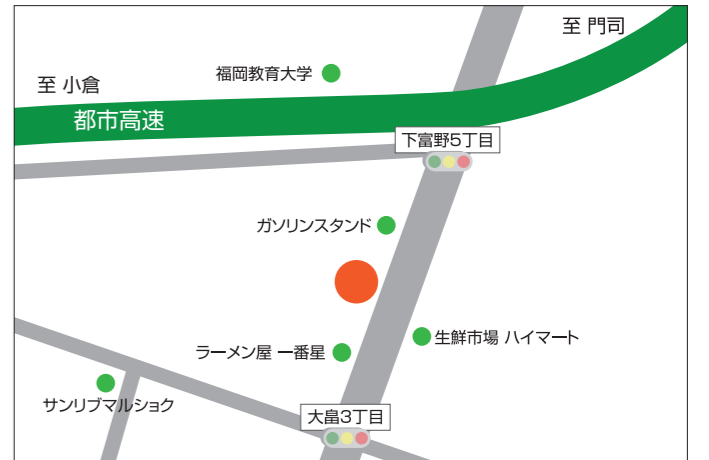 至 門司
福岡教育大学
至 小倉
都市高速
下富野5丁目
ガソリンスタンド
生鮮市場 ハイマート
ラーメン屋 一番星
サンリブマルショク
大畠3丁目